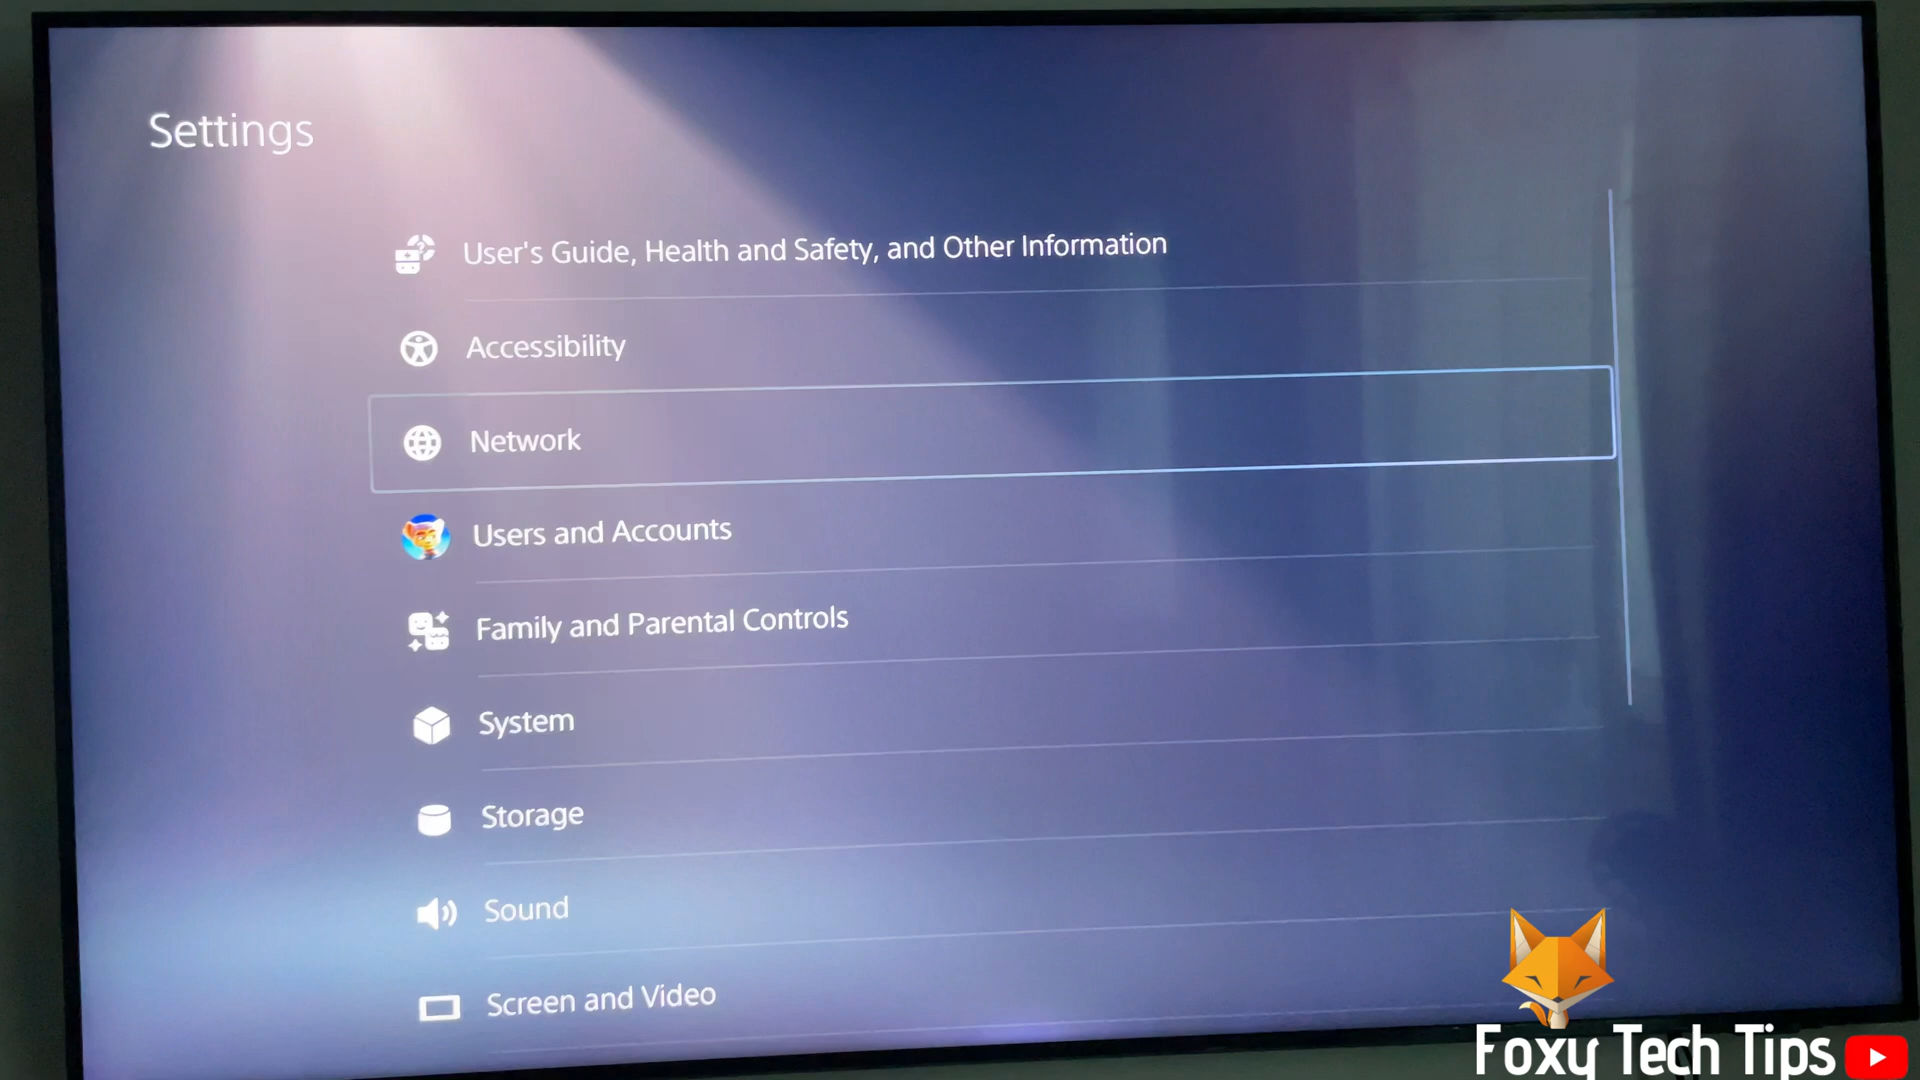 Settings
User's Guide, Health and Safety, and Other Information
Accessibility
Network
Users and Accounts
Family and Parental Controls
System
Storage
Sound
Screen and Video
Foxy Tech Tips